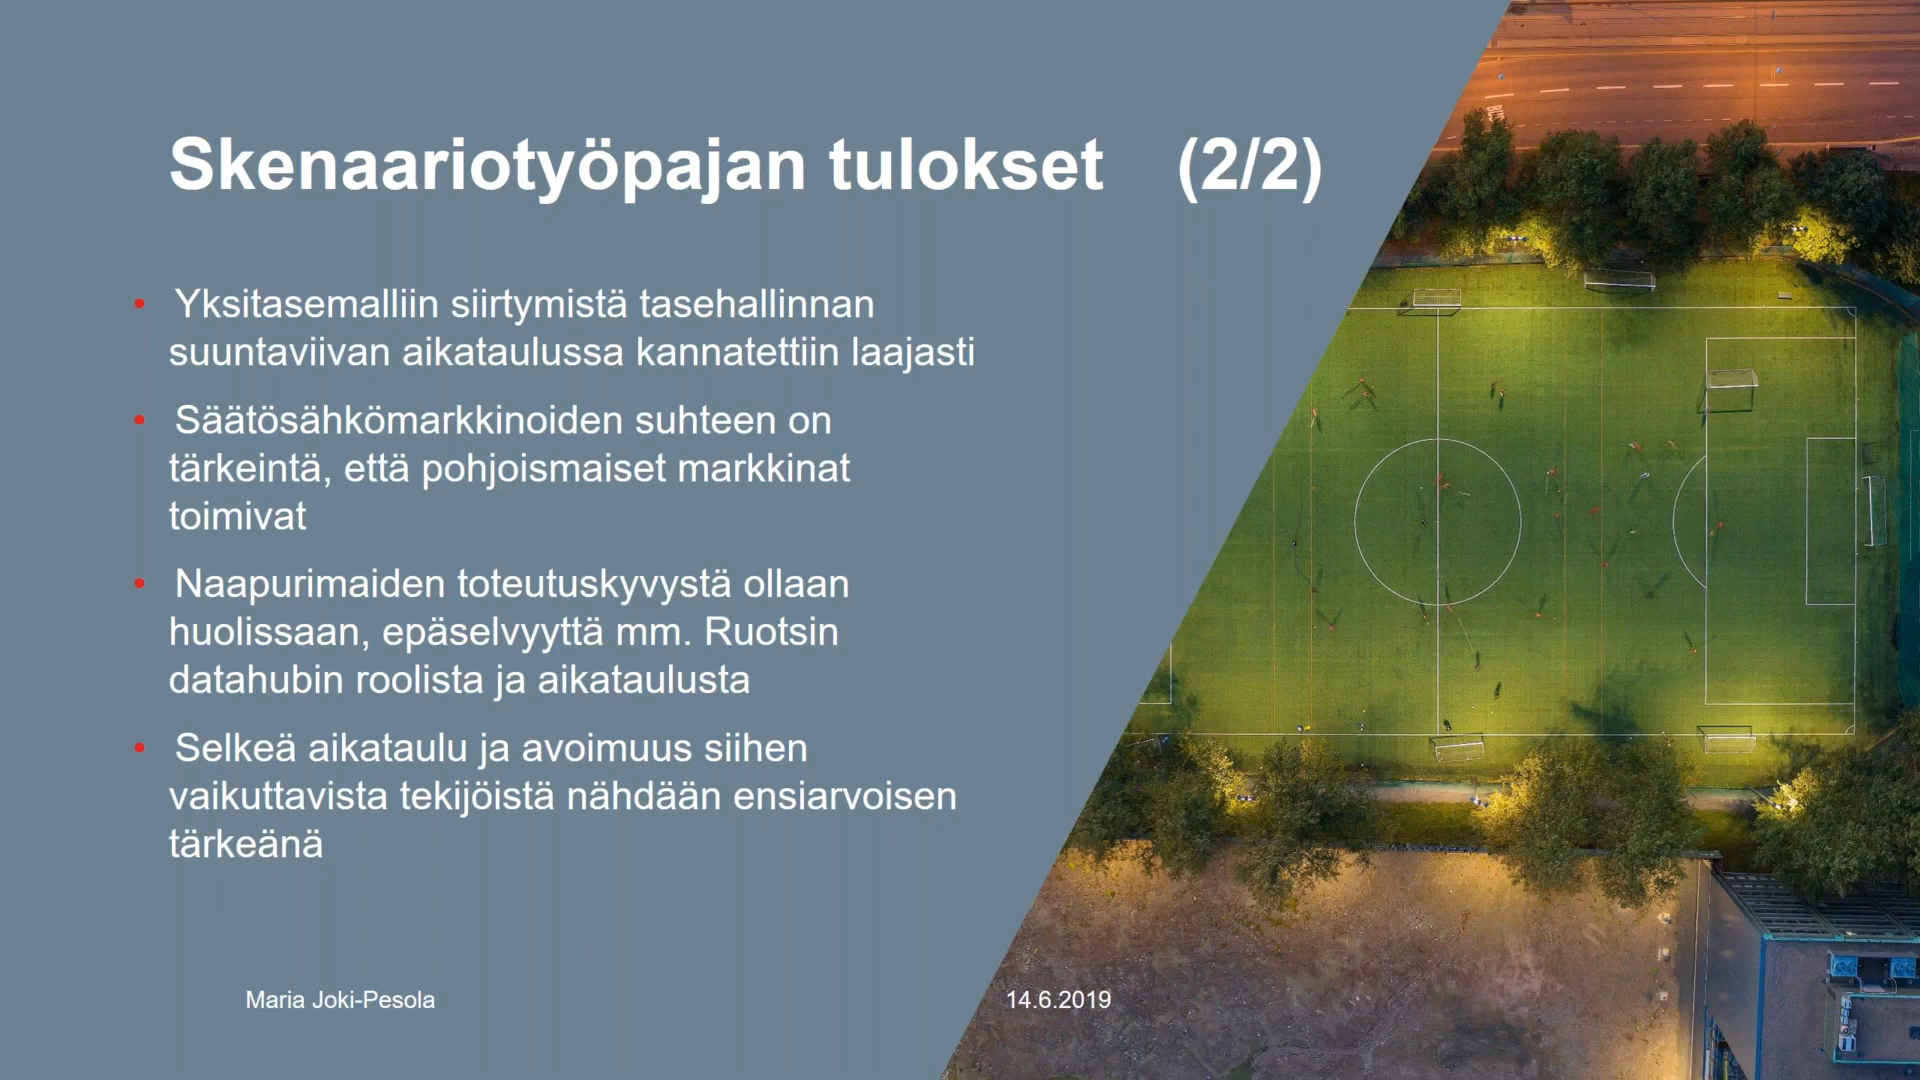 Skenaariotyöpajan tulokset (2/2)
• Yksitasemalliin siirtymistä tasehallinnan
suuntaviivan aikataulussa kannatettiin laajasti
• Säätösähkömarkkinoiden suhteen on
tärkeintä, että pohjoismaiset markkinat
toimivat
• Naapurimaiden toteutuskyvystä ollaan
huolissaan, epäselvyyttä mm. Ruotsin
datahubin roolista ja aikataulusta
• Selkeä aikataulu ja avoimuus siihen
vaikuttavista tekijöistä nähdään ensiarvoisen
tärkeänä
Maria Joki-Pesola
14.6.2019